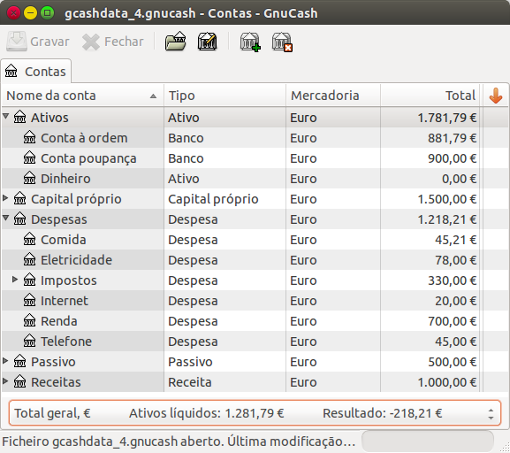 gcashdata_4.gnucash - Contas - GnuCash
Gravar Fechar
Contas
Nome da conta Tipo Mercadoria Total
Ativos Ativo Euro 1.781,79 €
Conta à ordem Banco Euro 881,79 €
Conta poupança Banco Euro 900,00 €
Dinheiro Ativo Euro 0,00 €
Capital próprio Capital próprio Euro 1.500,00 €
Despesas Despesa Euro 1.218,21 €
Comida Despesa Euro 45,21 €
Eletricidade Despesa Euro 78,00 €
Impostos Despesa Euro 330,00 €
Internet Despesa Euro 20,00 €
Renda Despesa Euro 700,00 €
Telefone Despesa Euro 45,00 €
Passivo Passivo Euro 500,00 €
Receitas Receita Euro 1.000,00 €
Total geral, € Ativos líquidos: 1.281,79 € Resultado: -218,21 €
Ficheiro gcashdata_4.gnucash aberto. Última modificação…